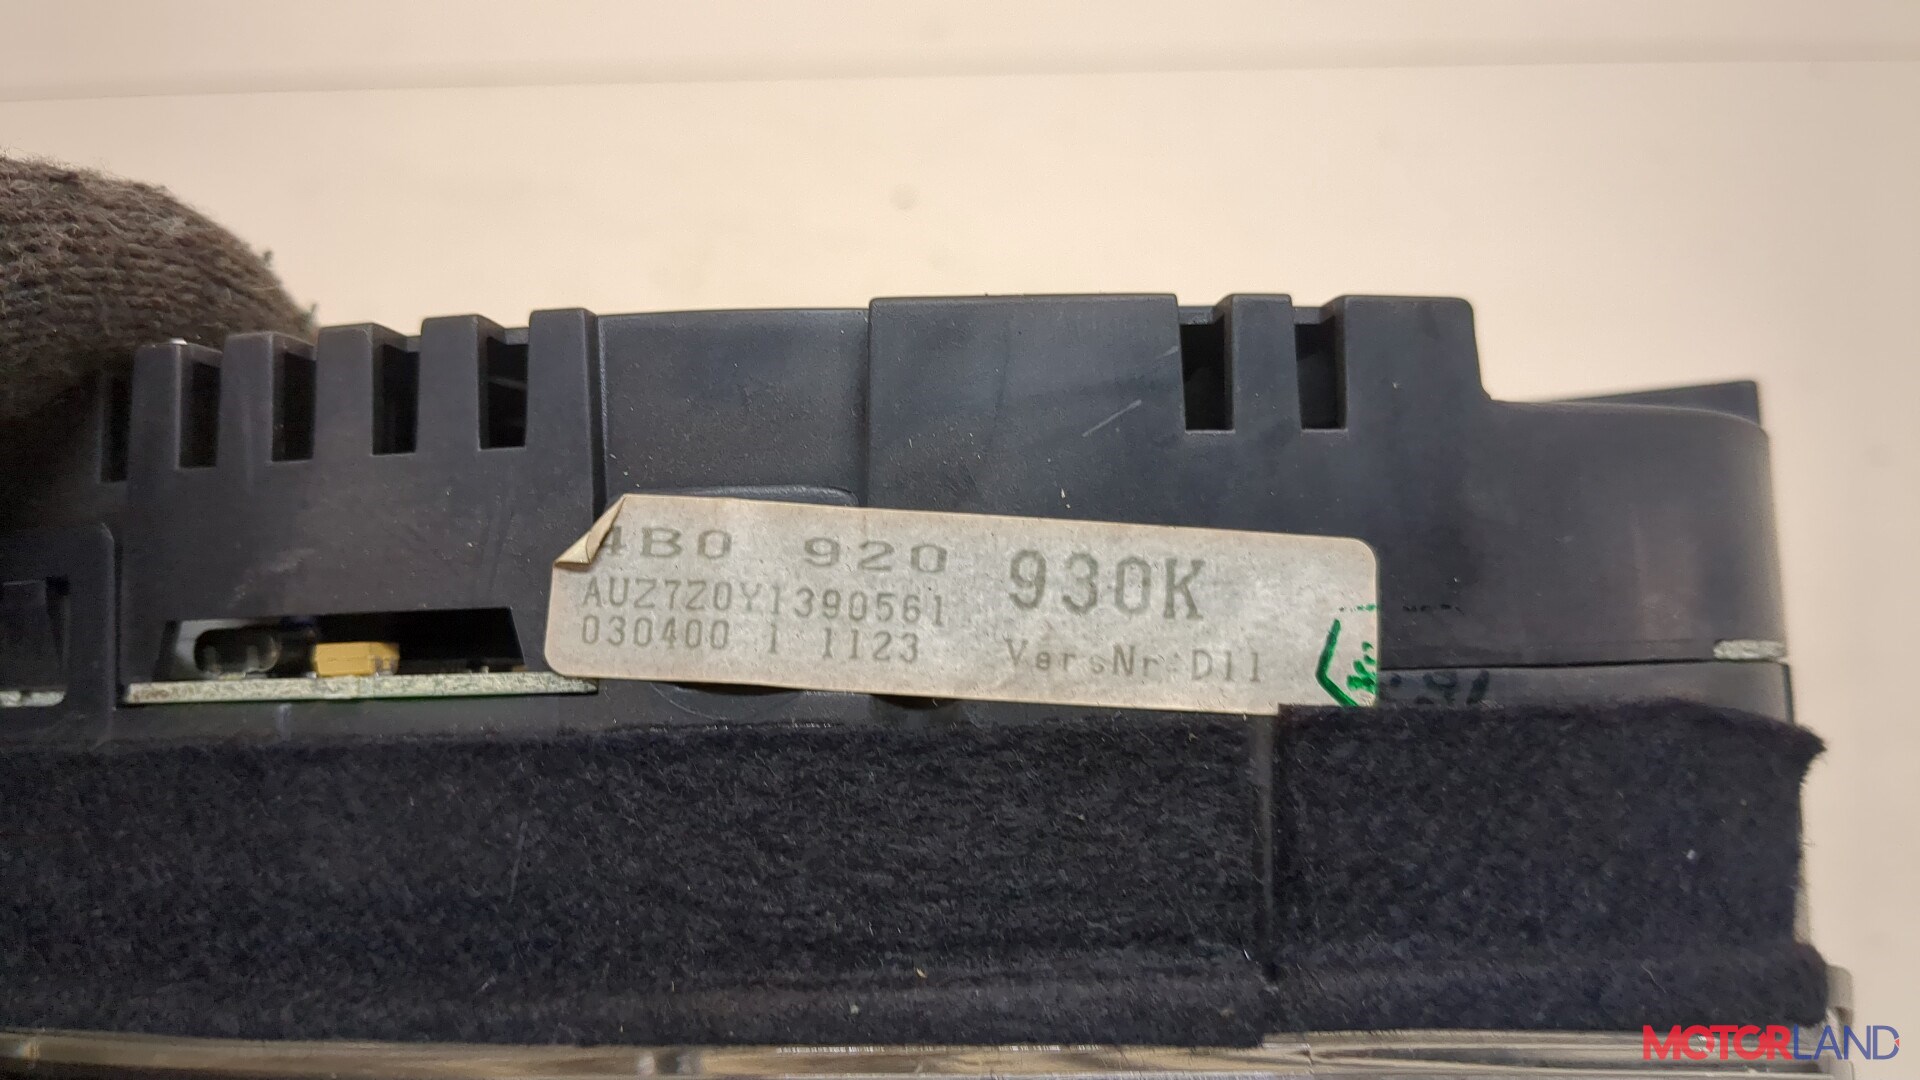 4B0 920 930K
AUZ7Z0Y1390561
030400 1 1123 VersNr:D11
MOTORLAND